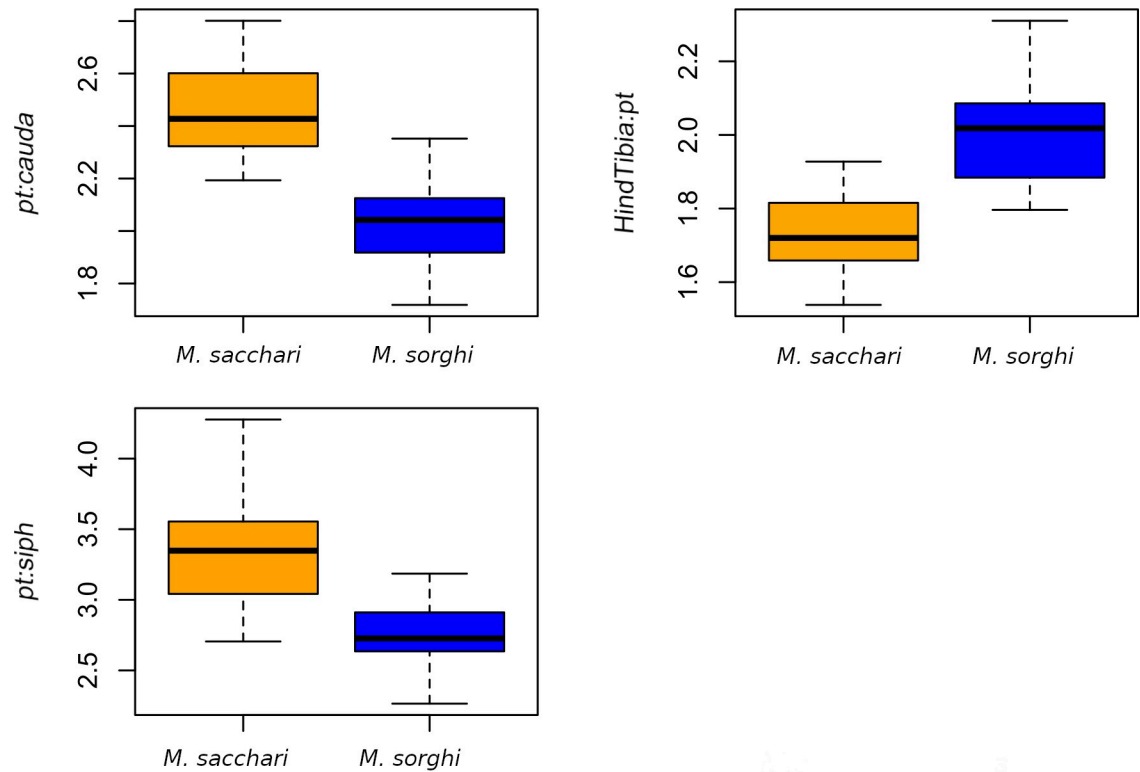 pt:cauda
2.6
2.2
1.8
M. sacchari
M. sorghi
HindTibia:pt
2.2
2.0
1.8
1.6
M. sacchari
M. sorghi
pt:siph
4.0
3.5
3.0
2.5
M. sacchari
M. sorghi